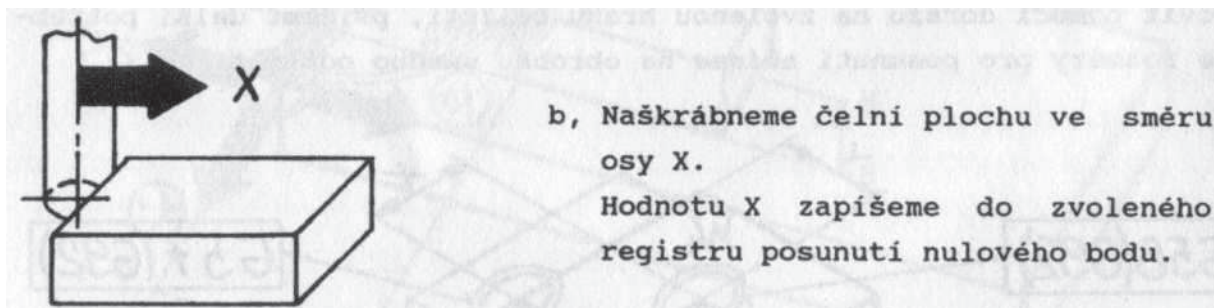 X
b, Naškrábneme čelní plochu ve směru
osy X.
Hodnotu X zapíšeme do zvoleného
registru posunutí nulového bodu.